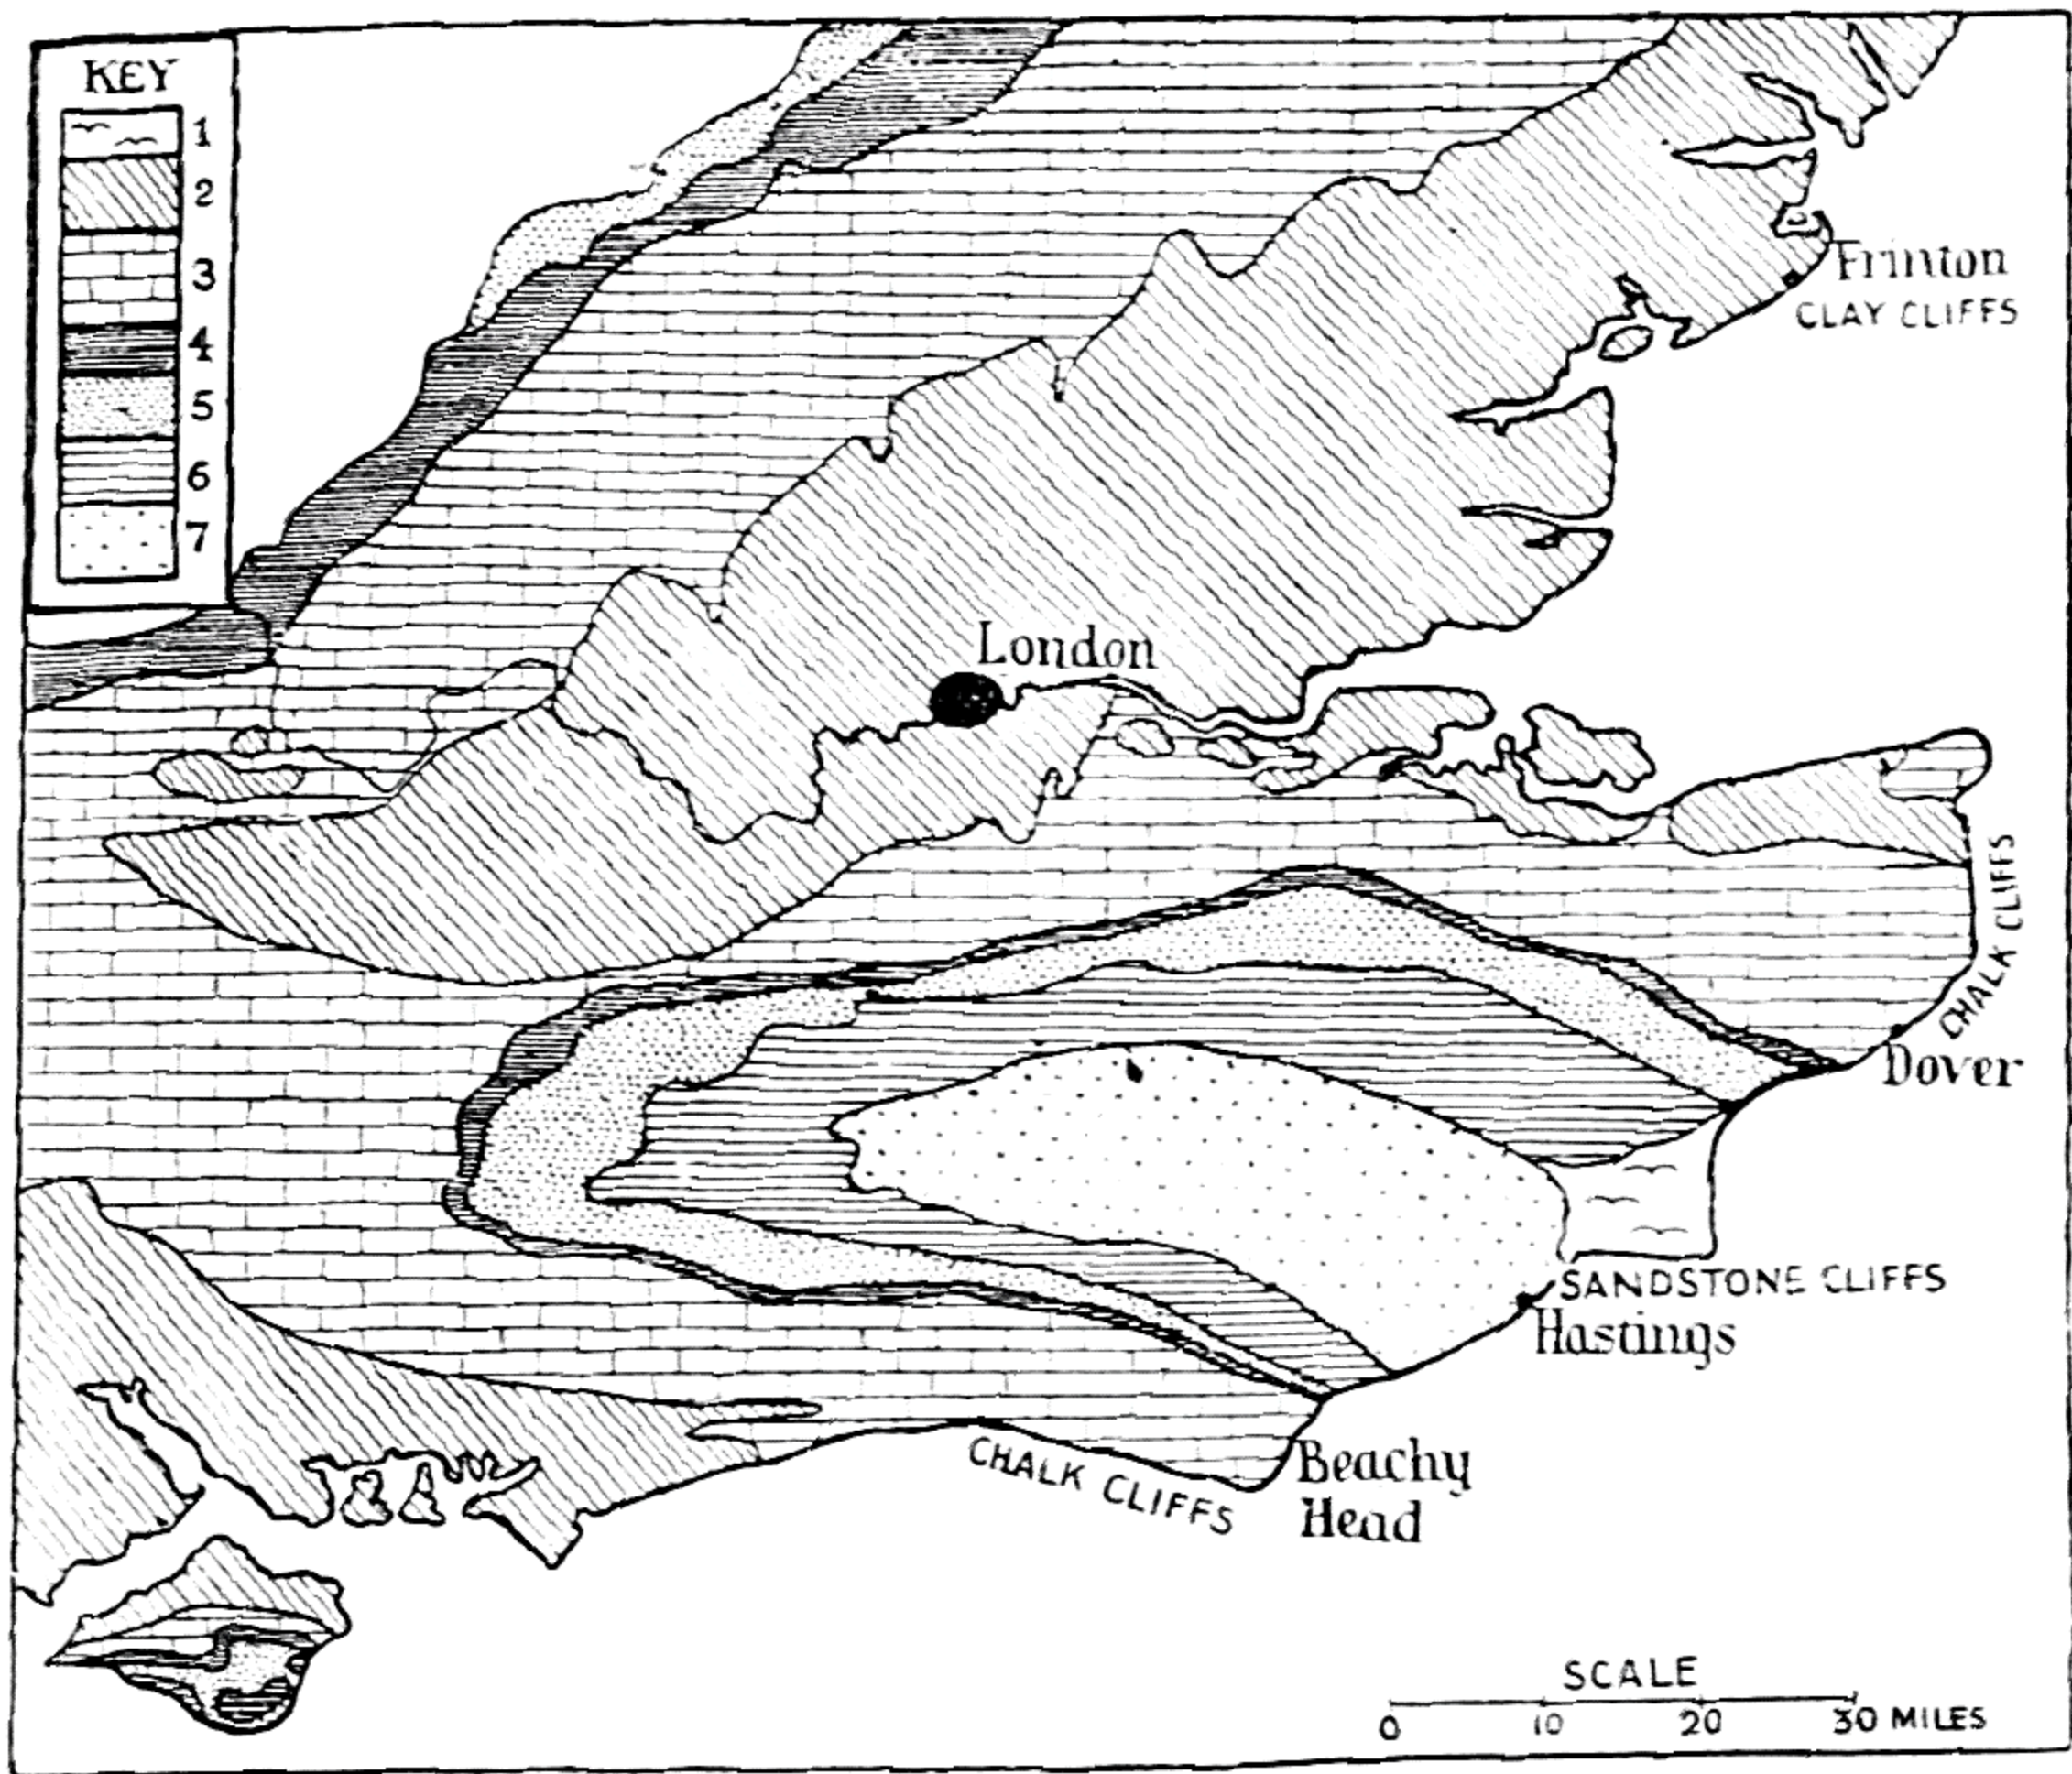 KEY
1
2
3
4
5
6
7
Frinton
CLAY CLIFFS
London
CHALK CLIFFS
Dover
SANDSTONE CLIFFS
Hastings
CHALK CLIFFS
Beachy
Head
SCALE
0 10 20 30 MILES